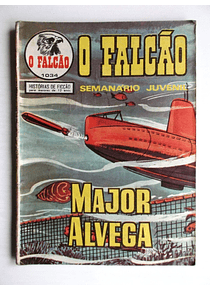 O FALCÃO
1034
HISTÓRIAS DE FICÇÃO
O FALCÃO
SEMANÁRIO JUVENIL
MAJOR
ALVEGA